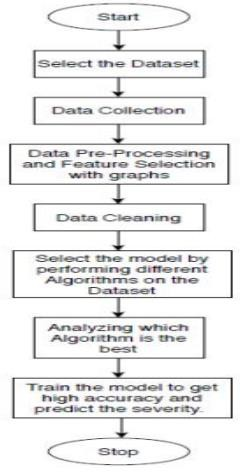 Start
Select the Dataset
Data Collection
Data Pre-Processing
and Feature Selection
with graphs
Data Cleaning
Select the model by
performing different
Algorithms on the
Dataset
Analyzing which
Algorithm is the
best
Train the model to get
high accuracy and
predict the severity.
Stop